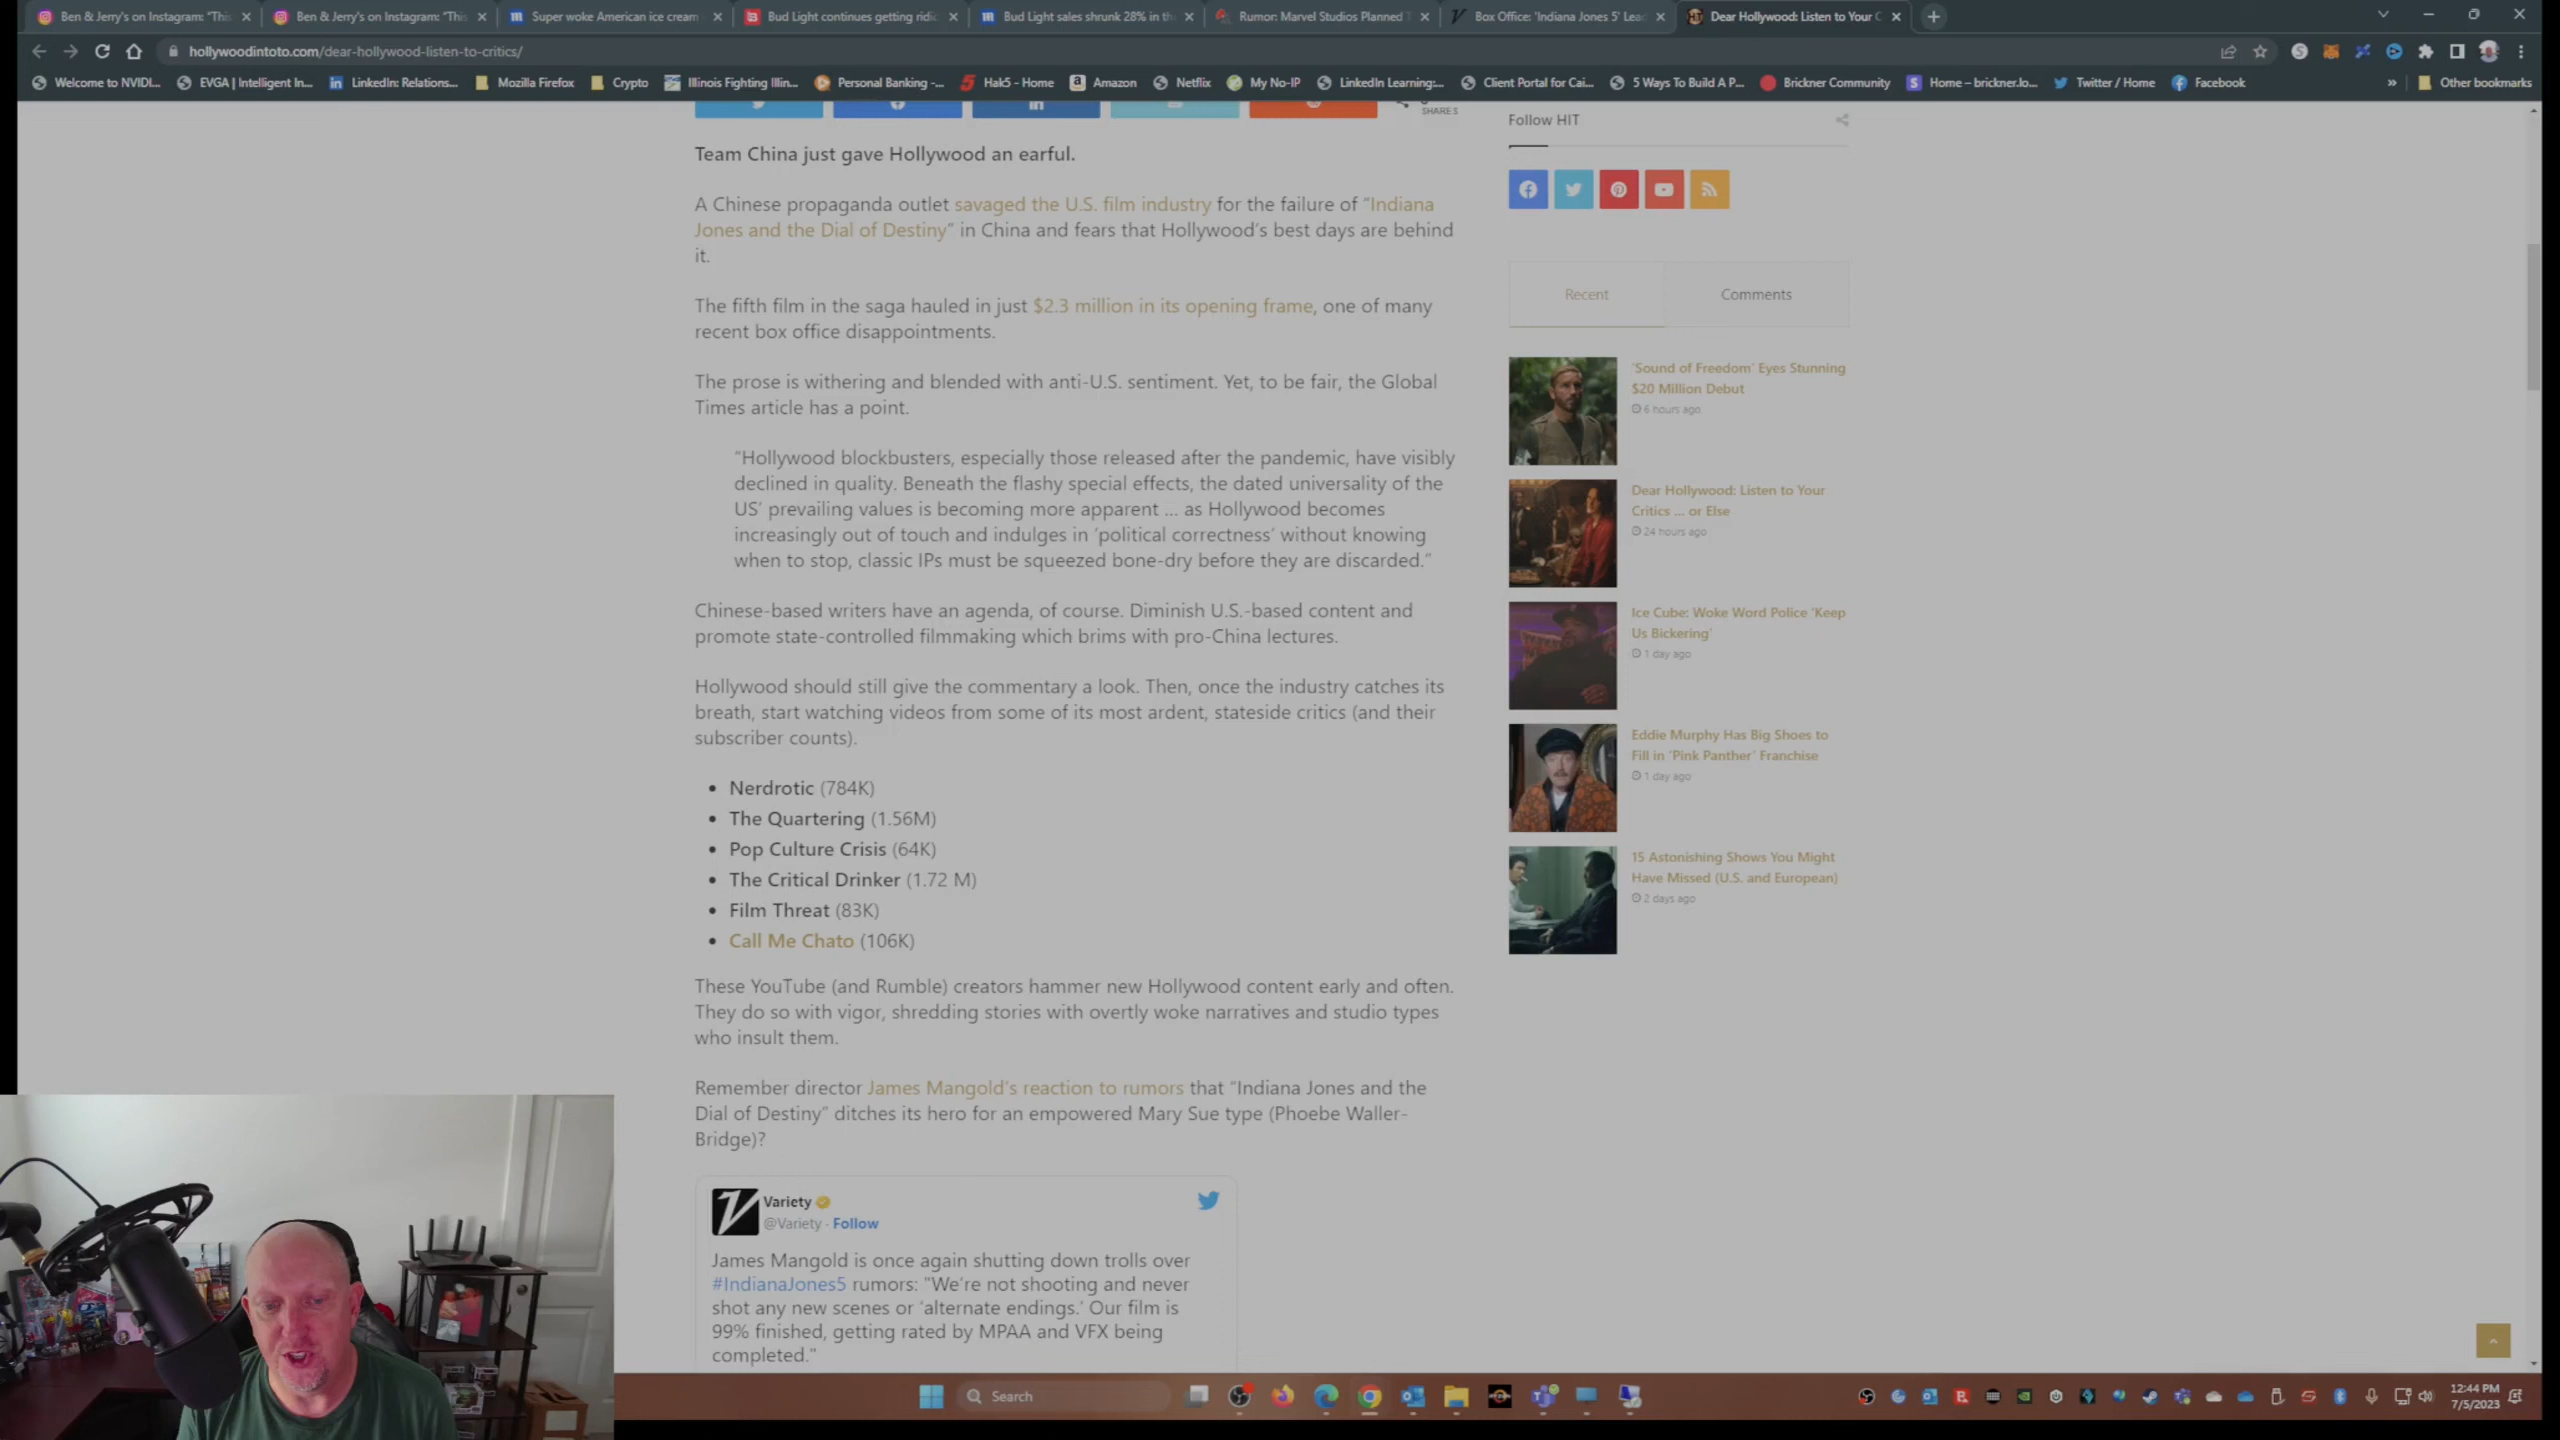 Ben & Jerry's on Instagram: "This
Ben & Jerry's on Instagram: "This
Super woke American ice cream
Bud Light continues getting ridic
Bud Light sales shrunk 28% in th
Rumor: Marvel Studios Planned
Box Office: 'Indiana Jones 5' Lead
Dear Hollywood: Listen to Your C
hollywoodintoto.com/dear-hollywood-listen-to-critics/
Welcome to NVIDI...
EVGA | Intelligent In...
LinkedIn: Relations...
Mozilla Firefox
Crypto
Illinois Fighting Illin...
Personal Banking -...
Hak5 - Home
Amazon
Netflix
My No-IP
LinkedIn Learning:...
Client Portal for Cai...
5 Ways To Build A P...
Brickner Community
Home – brickner.lo...
Twitter / Home
Facebook
»
Other bookmarks
SHARES
Team China just gave Hollywood an earful.
A Chinese propaganda outlet savaged the U.S. film industry for the failure of “Indiana
Jones and the Dial of Destiny” in China and fears that Hollywood’s best days are behind
it.
The fifth film in the saga hauled in just $2.3 million in its opening frame, one of many
recent box office disappointments.
The prose is withering and blended with anti-U.S. sentiment. Yet, to be fair, the Global
Times article has a point.
“Hollywood blockbusters, especially those released after the pandemic, have visibly
declined in quality. Beneath the flashy special effects, the dated universality of the
US’ prevailing values is becoming more apparent … as Hollywood becomes
increasingly out of touch and indulges in ‘political correctness’ without knowing
when to stop, classic IPs must be squeezed bone-dry before they are discarded.”
Chinese-based writers have an agenda, of course. Diminish U.S.-based content and
promote state-controlled filmmaking which brims with pro-China lectures.
Hollywood should still give the commentary a look. Then, once the industry catches its
breath, start watching videos from some of its most ardent, stateside critics (and their
subscriber counts).
• Nerdrotic (784K)
• The Quartering (1.56M)
• Pop Culture Crisis (64K)
• The Critical Drinker (1.72 M)
• Film Threat (83K)
• Call Me Chato (106K)
These YouTube (and Rumble) creators hammer new Hollywood content early and often.
They do so with vigor, shredding stories with overtly woke narratives and studio types
who insult them.
Remember director James Mangold’s reaction to rumors that “Indiana Jones and the
Dial of Destiny” ditches its hero for an empowered Mary Sue type (Phoebe Waller-
Bridge)?
Variety
@Variety · Follow
James Mangold is once again shutting down trolls over
#IndianaJones5 rumors: "We're not shooting and never
shot any new scenes or 'alternate endings.' Our film is
99% finished, getting rated by MPAA and VFX being
completed."
Follow HIT
Recent
Comments
‘Sound of Freedom’ Eyes Stunning
$20 Million Debut
6 hours ago
Dear Hollywood: Listen to Your
Critics … or Else
24 hours ago
Ice Cube: Woke Word Police ‘Keep
Us Bickering’
1 day ago
Eddie Murphy Has Big Shoes to
Fill in ‘Pink Panther’ Franchise
1 day ago
15 Astonishing Shows You Might
Have Missed (U.S. and European)
2 days ago
Search
12:44 PM
7/5/2023